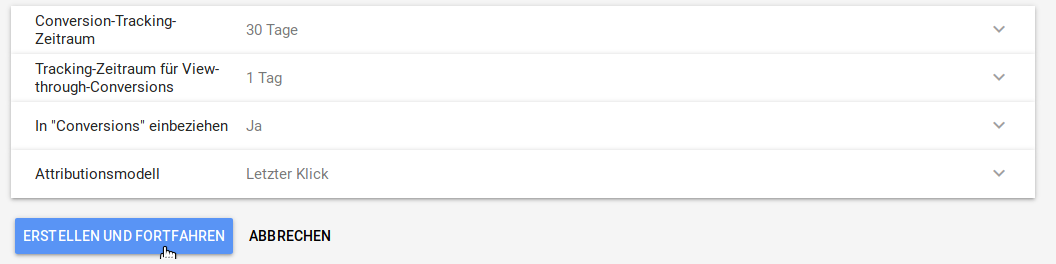 Conversion-Tracking-
Zeitraum
30 Tage
Tracking-Zeitraum für View-
through-Conversions
1 Tag
In "Conversions" einbeziehen
Ja
Attributionsmodell
Letzter Klick
ERSTELLEN UND FORTFAHREN
ABBRECHEN